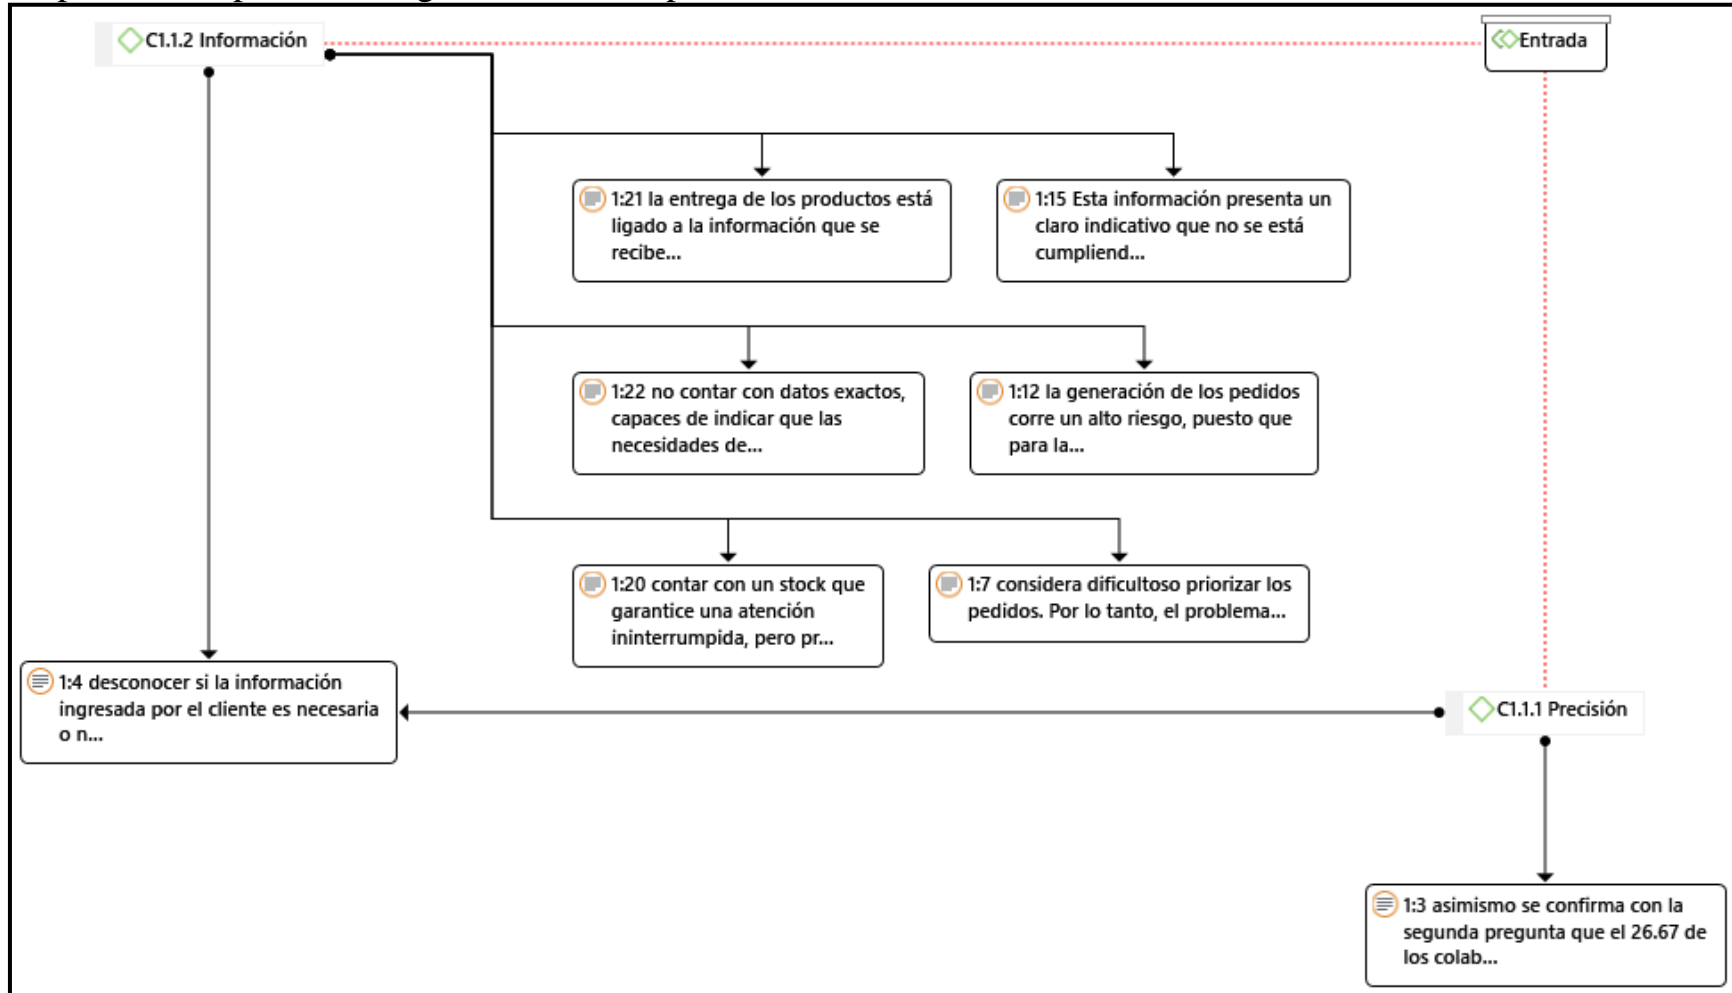 C1.1.2 Información
Entrada
1:21 la entrega de los productos está
ligado a la información que se
recibe...
1:15 Esta información presenta un
claro indicativo que no se está
cumpliend...
1:22 no contar con datos exactos,
capaces de indicar que las
necesidades de...
1:12 la generación de los pedidos
corre un alto riesgo, puesto que
para la...
1:20 contar con un stock que
garantice una atención
ininterrumpida, pero pr...
1:7 considera dificultoso priorizar los
pedidos. Por lo tanto, el problema...
1:4 desconocer si la información
ingresada por el cliente es necesaria
o n...
C1.1.1 Precisión
1:3 asimismo se confirma con la
segunda pregunta que el 26.67 de
los colab...